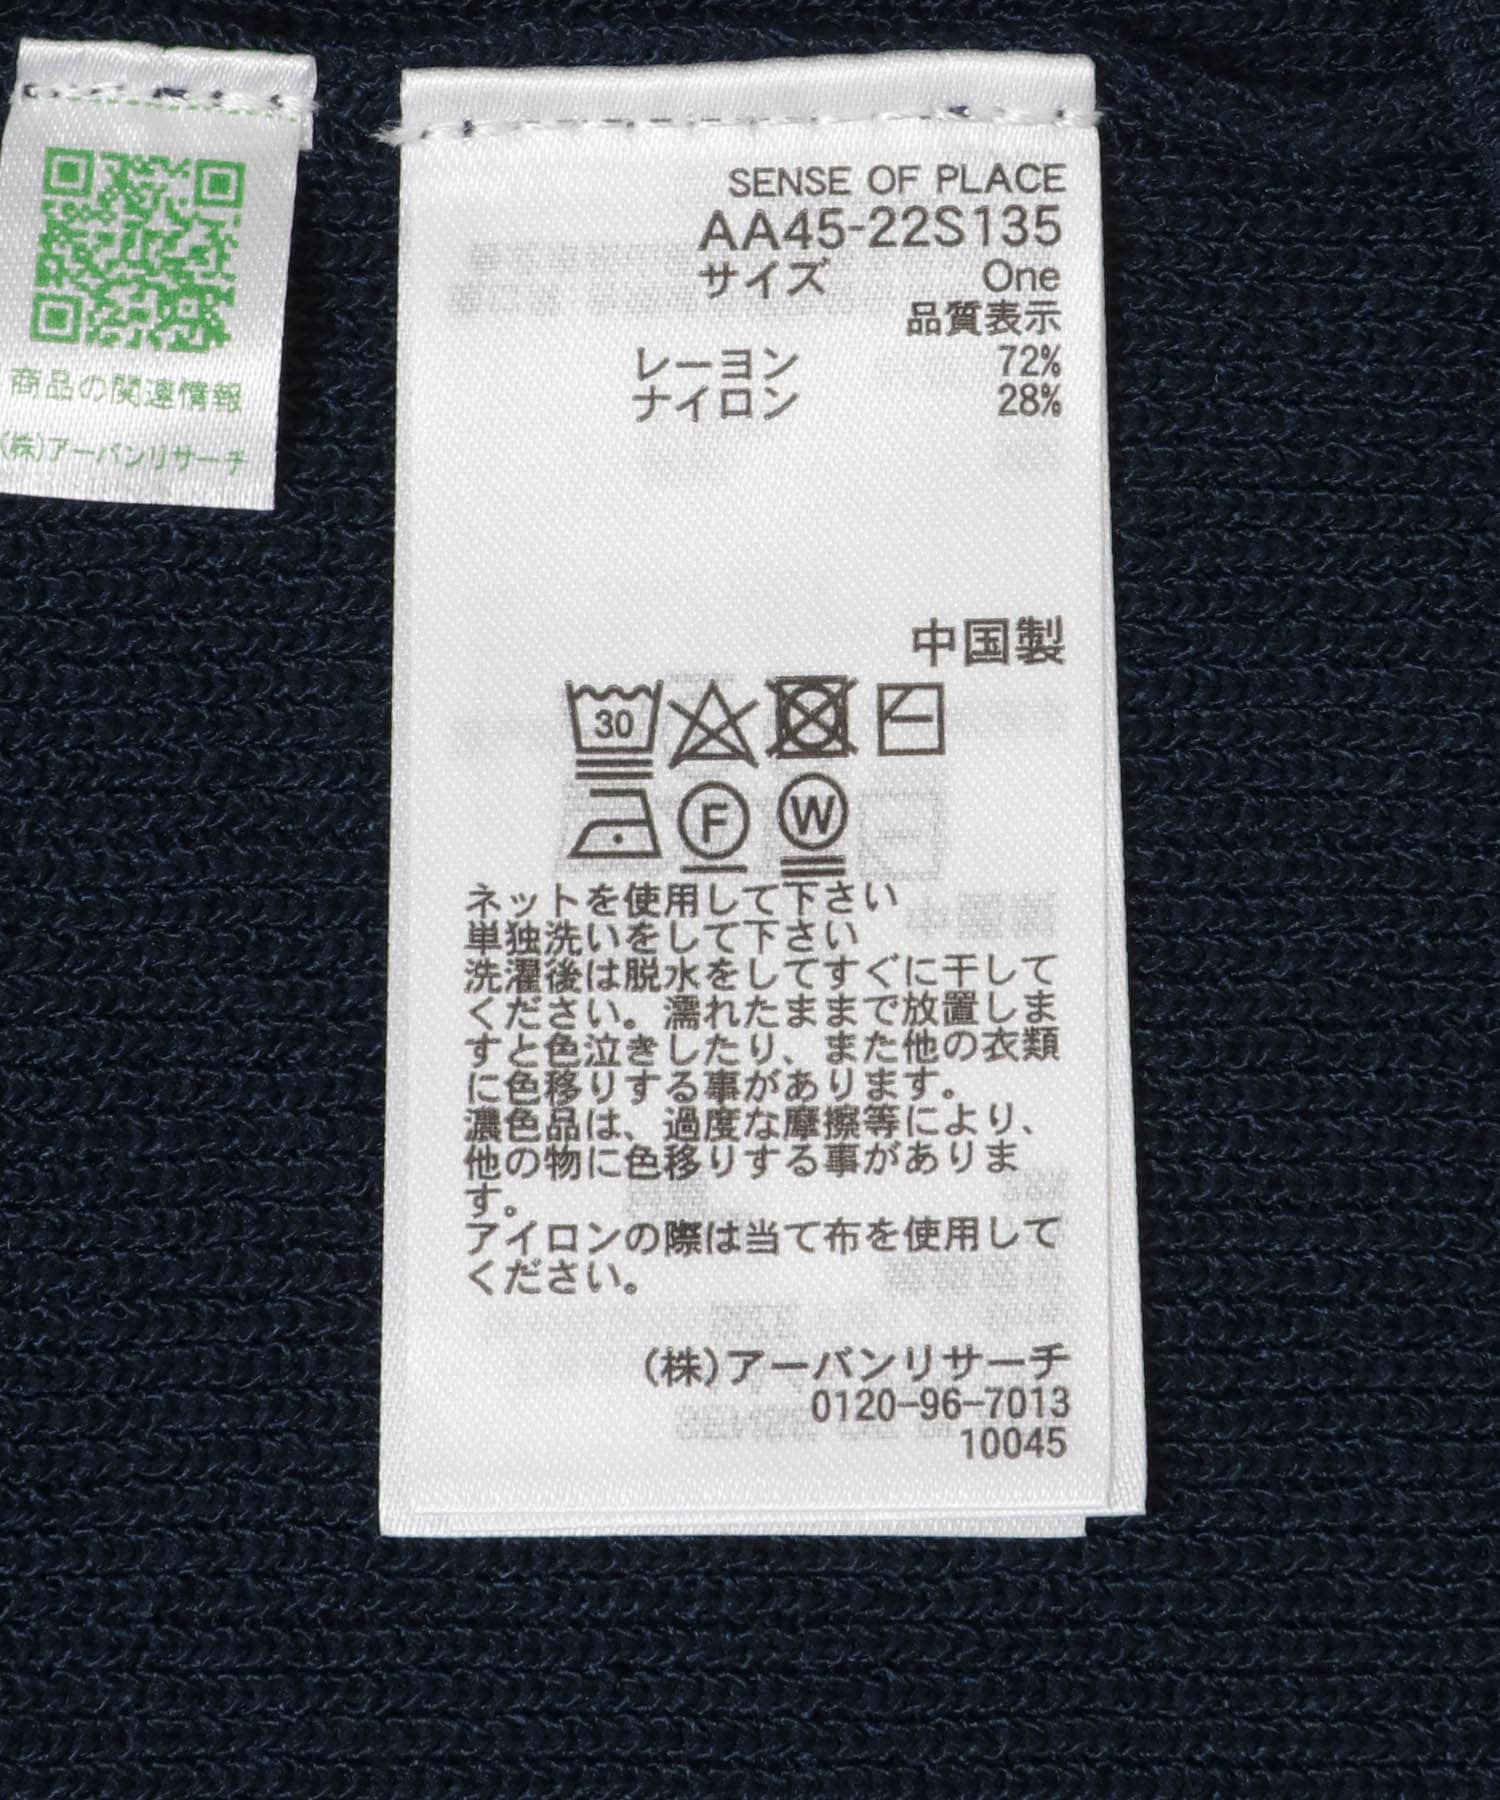 商品の関連情報
(株)アーバンリサーチ
SENSE OF PLACE
AA45-22S135
サイズ One
品質表示
レーヨン 72%
ナイロン 28%
中国製
30
F W
ネットを使用して下さい
単独洗いをして下さい
洗濯後は脱水をしてすぐに干して
ください。濡れたままで放置しま
すと色泣きしたり、また他の衣類
に色移りする事があります。
濃色品は、過度な摩擦等により、
他の物に色移りする事がありま
す。
アイロンの際は当て布を使用して
ください。
(株)アーバンリサーチ
0120-96-7013
10045